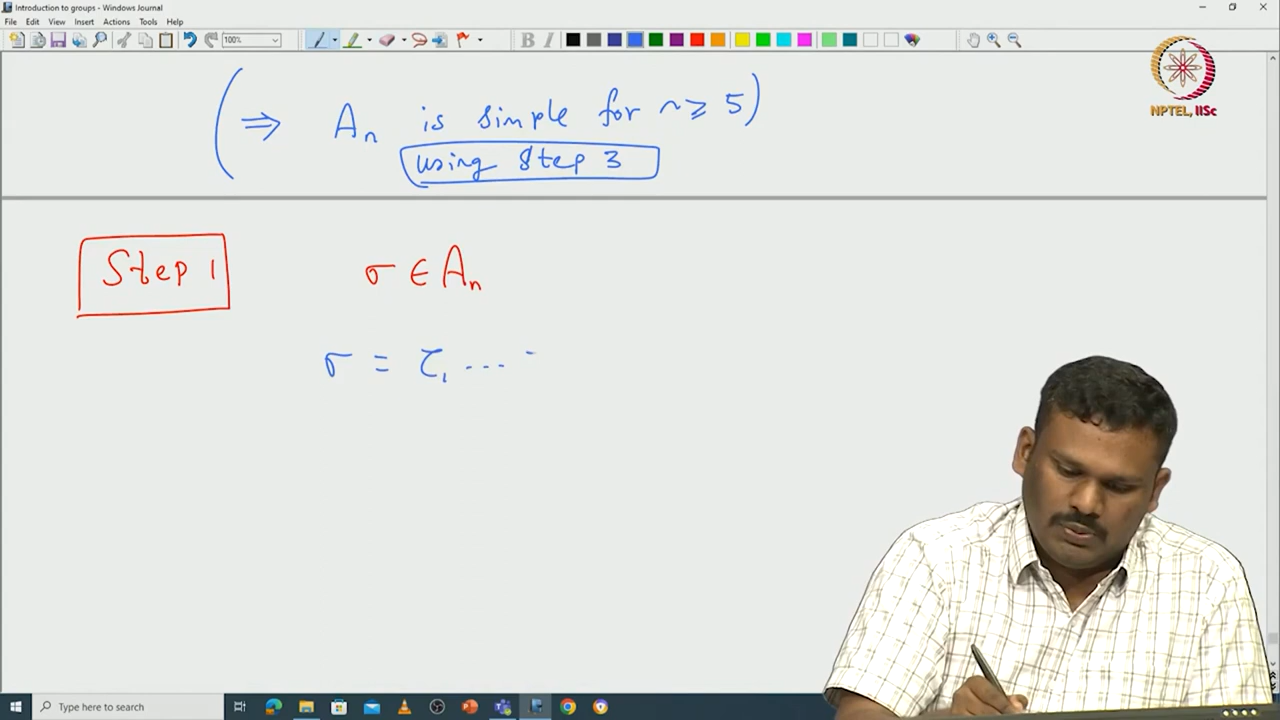 Introduction to groups - Windows Journal
File Edit View Insert Actions Tools Help
100%
B I
NPTEL, IISc
( ⇒ Aₙ is simple for n ⩾ 5 )
using Step 3
Step 1 σ ∈ Aₙ
σ = τ₁ ...
Type here to search